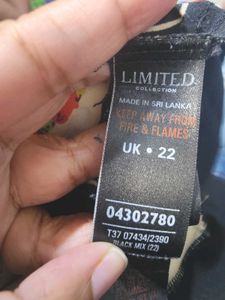 LIMITED
COLLECTION
MADE IN SRI LANKA
KEEP AWAY FROM
FIRE & FLAMES
UK • 22
04302780
T37 07434/2390
BLACK MIX (22)